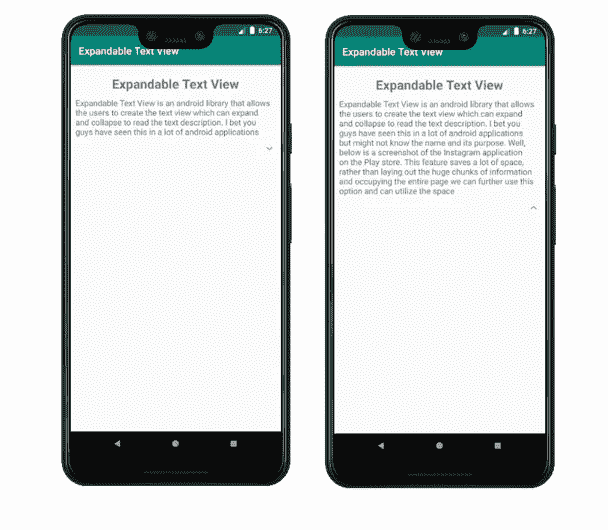 6:27
Expandable Text View
Expandable Text View
Expandable Text View is an android library that allows
the users to create the text view which can expand
and collapse to read the text description. I bet you
guys have seen this in a lot of android applications
6:27
Expandable Text View
Expandable Text View
Expandable Text View is an android library that allows
the users to create the text view which can expand
and collapse to read the text description. I bet you
guys have seen this in a lot of android applications
but might not know the name and its purpose. Well,
below is a screenshot of the Instagram application
on the Play store. This feature saves a lot of space,
rather than laying out the huge chunks of information
and occupying the entire page we can further use this
option and can utilize the space